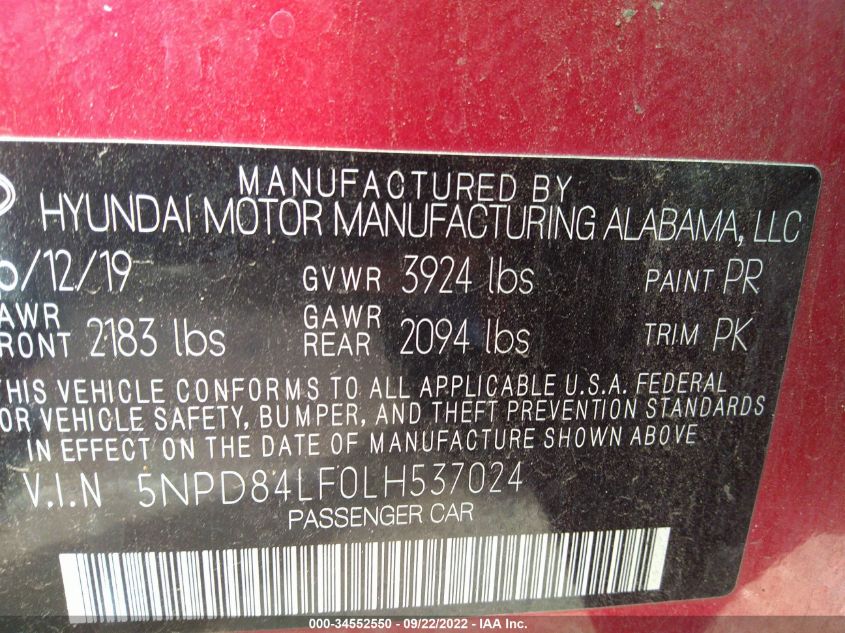 MANUFACTURED BY
HYUNDAI MOTOR MANUFACTURING ALABAMA, LLC
/12/19 GVWR 3924 lbs PAINT PR
AWR GAWR
RONT 2183 lbs REAR 2094 lbs TRIM PK
THIS VEHICLE CONFORMS TO ALL APPLICABLE U.S.A. FEDERAL
OR VEHICLE SAFETY, BUMPER, AND THEFT PREVENTION STANDARDS
IN EFFECT ON THE DATE OF MANUFACTURE SHOWN ABOVE
V.I.N 5NPD84LF0LH537024
PASSENGER CAR
000-34552550 - 09/22/2022 - IAA Inc.